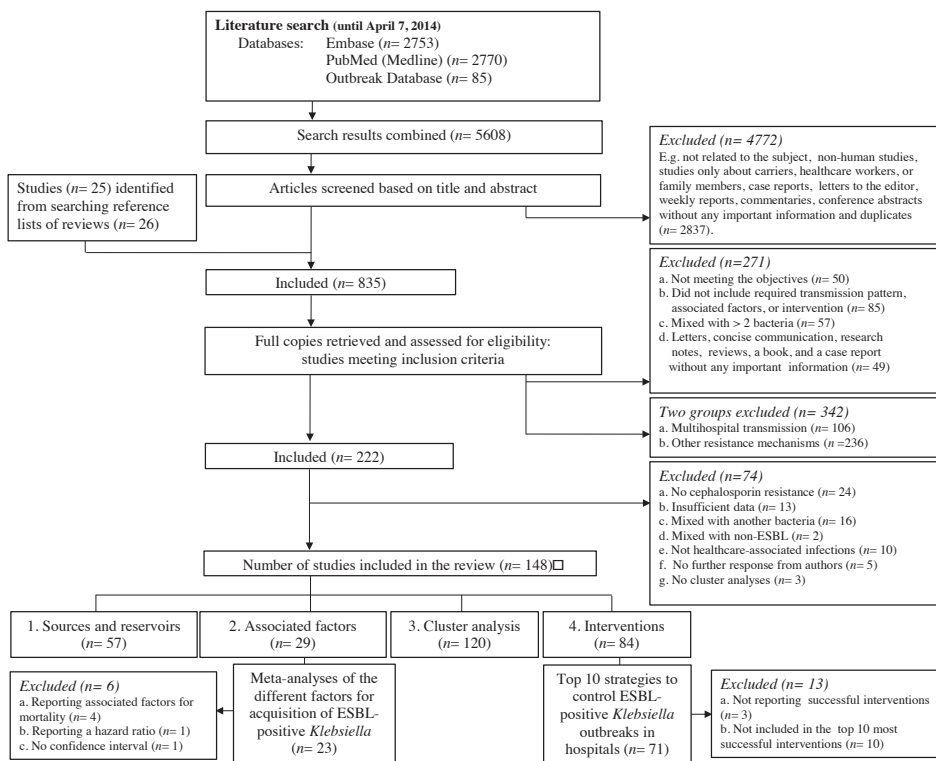 Literature search (until April 7, 2014)
Databases: Embase (n= 2753)
PubMed (Medline) (n= 2770)
Outbreak Database (n= 85)
Search results combined (n= 5608)
Articles screened based on title and abstract
Excluded (n= 4772)
E.g. not related to the subject, non-human studies,
studies only about carriers, healthcare workers, or
family members, case reports, letters to the editor,
weekly reports, commentaries, conference abstracts
without any important information and duplicates
(n= 2837).
Studies (n= 25) identified
from searching reference
lists of reviews (n= 26)
Included (n= 835)
Excluded (n=271)
a. Not meeting the objectives (n= 50)
b. Did not include required transmission pattern,
associated factors, or intervention (n= 85)
c. Mixed with > 2 bacteria (n= 57)
d. Letters, concise communication, research
notes, reviews, a book, and a case report
without any important information (n= 49)
Full copies retrieved and assessed for eligibility:
studies meeting inclusion criteria
Two groups excluded (n= 342)
a. Multihospital transmission (n= 106)
b. Other resistance mechanisms (n =236)
Included (n= 222)
Excluded (n=74)
a. No cephalosporin resistance (n= 24)
b. Insufficient data (n= 13)
c. Mixed with another bacteria (n= 16)
d. Mixed with non-ESBL (n= 2)
e. Not healthcare-associated infections (n= 10)
f. No further response from authors (n= 5)
g. No cluster analyses (n= 3)
Number of studies included in the review (n= 148)□
1. Sources and reservoirs
(n= 57)
2. Associated factors
(n= 29)
3. Cluster analysis
(n= 120)
4. Interventions
(n= 84)
Excluded (n= 6)
a. Reporting associated factors for
mortality (n= 4)
b. Reporting a hazard ratio (n= 1)
c. No confidence interval (n= 1)
Meta-analyses of the
different factors for
acquisition of ESBL-
positive Klebsiella
(n= 23)
Top 10 strategies to
control ESBL-
positive Klebsiella
outbreaks in
hospitals (n= 71)
Excluded (n= 13)
a. Not reporting successful interventions
(n= 3)
b. Not included in the top 10 most
successful interventions (n= 10)